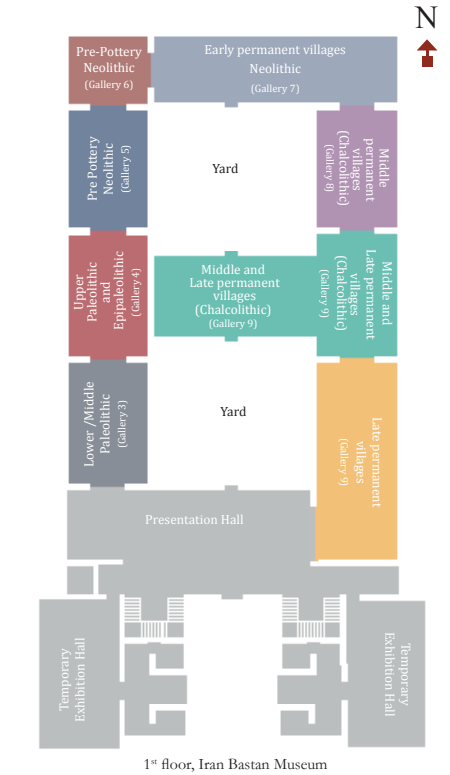 N
Pre-Pottery
Neolithic
(Gallery 6)
Early permanent villages
Neolithic
(Gallery 7)
Pre Pottery
Neolithic
(Gallery 5)
Yard
Middle
permanent
villages
(Chalcolithic)
(Gallery 8)
Upper
Paleolithic
and
Epipaleolithic
(Gallery 4)
Middle and
Late permanent
villages
(Chalcolithic)
(Gallery 9)
Middle and
Late permanent
villages
(Chalcolithic)
(Gallery 9)
Lower /Middle
Paleolithic
(Gallery 3)
Yard
Late permanent
villages
(Gallery 9)
Presentation Hall
Temporary
Exhibition Hall
Temporary
Exhibition Hall
1st floor, Iran Bastan Museum